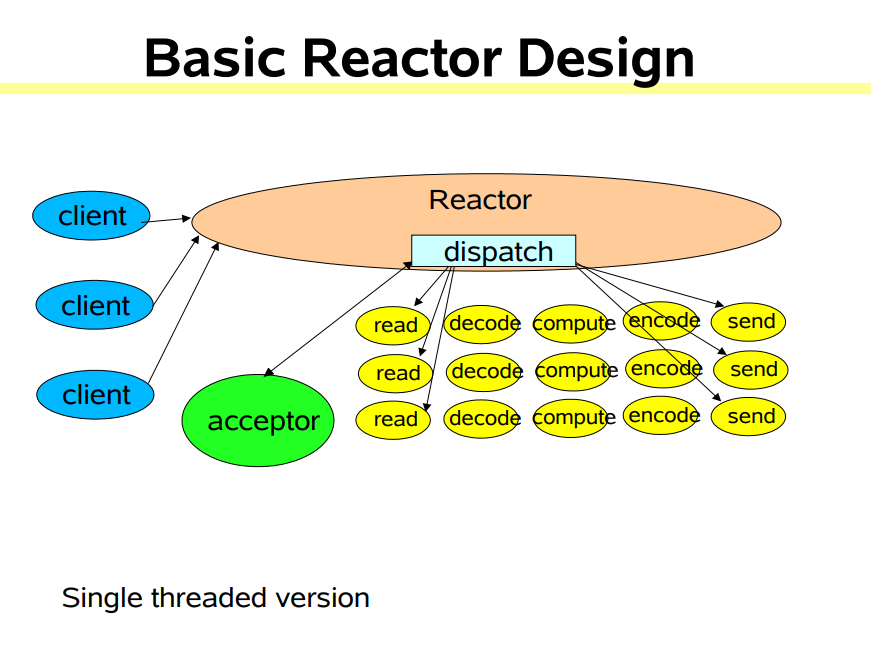 Basic Reactor Design
Reactor
client
dispatch
client
read decode compute encode send
read decode compute encode send
client
acceptor
read decode compute encode send
Single threaded version